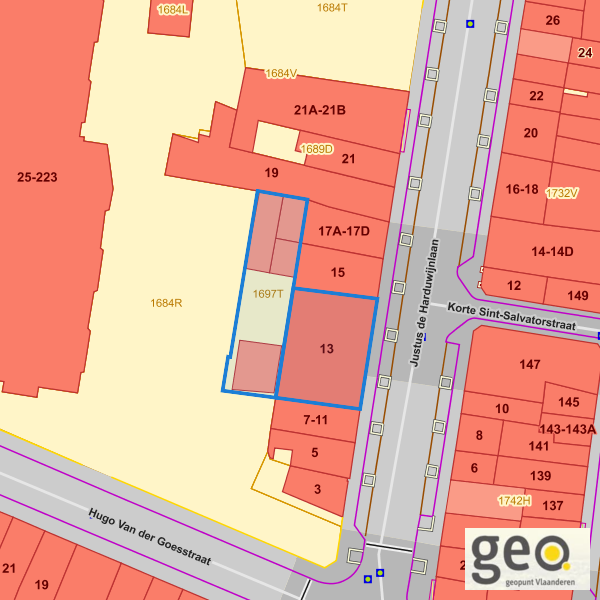 1684L
1684T
26
24
1684V
22
21A-21B
20
1689D
21
19
25-223
16-18
1732V
17A-17D
14-14D
15
12
149
1697T
1684R
Justus de Harduwijnlaan
Korte Sint-Salvatorstraat
13
147
145
10
7-11
143-143A
8
141
5
6
139
3
1742H
137
Hugo Van der Goesstraat
21
19
geo
geopunt Vlaanderen